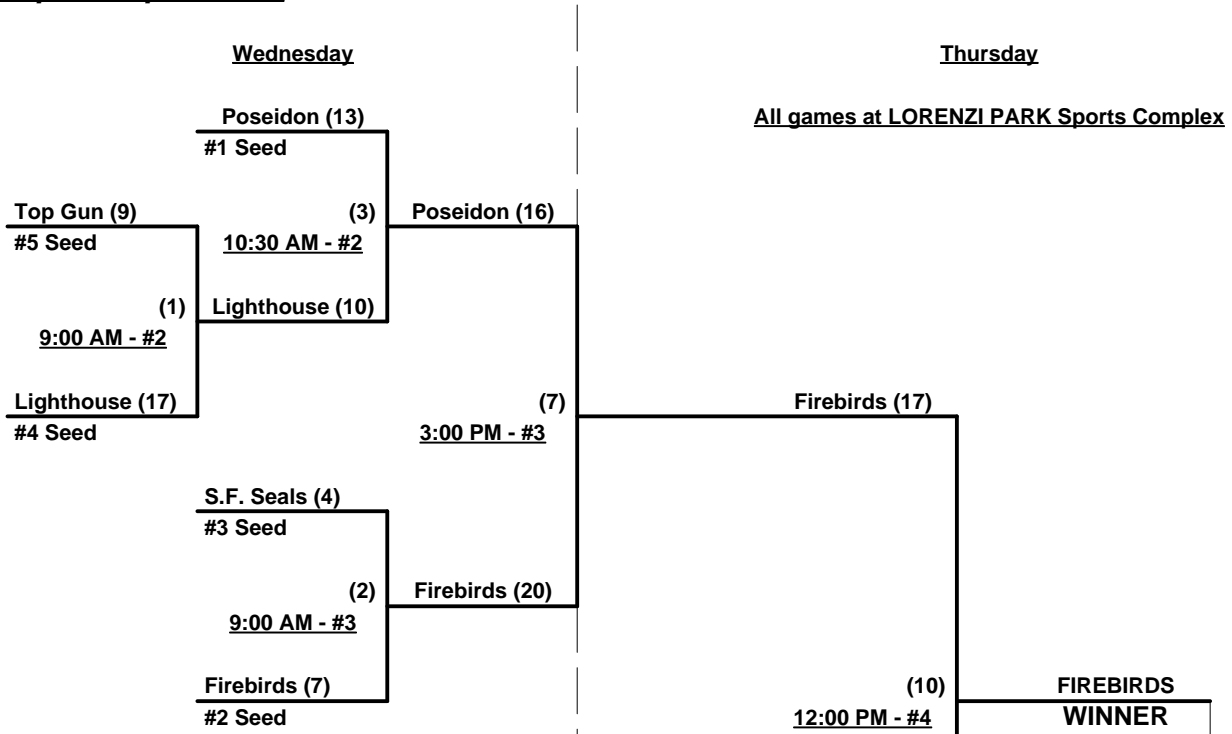 Wednesday
Thursday
Poseidon (13)
All games at LORENZI PARK Sports Complex
#1 Seed
Top Gun (9)
(3)
Poseidon (16)
#5 Seed
10:30 AM - #2
(1)
Lighthouse (10)
9:00 AM - #2
Lighthouse (17)
(7)
Firebirds (17)
#4 Seed
3:00 PM - #3
S.F. Seals (4)
#3 Seed
(2)
Firebirds (20)
9:00 AM - #3
Firebirds (7)
(10)
FIREBIRDS
#2 Seed
12:00 PM - #4
WINNER